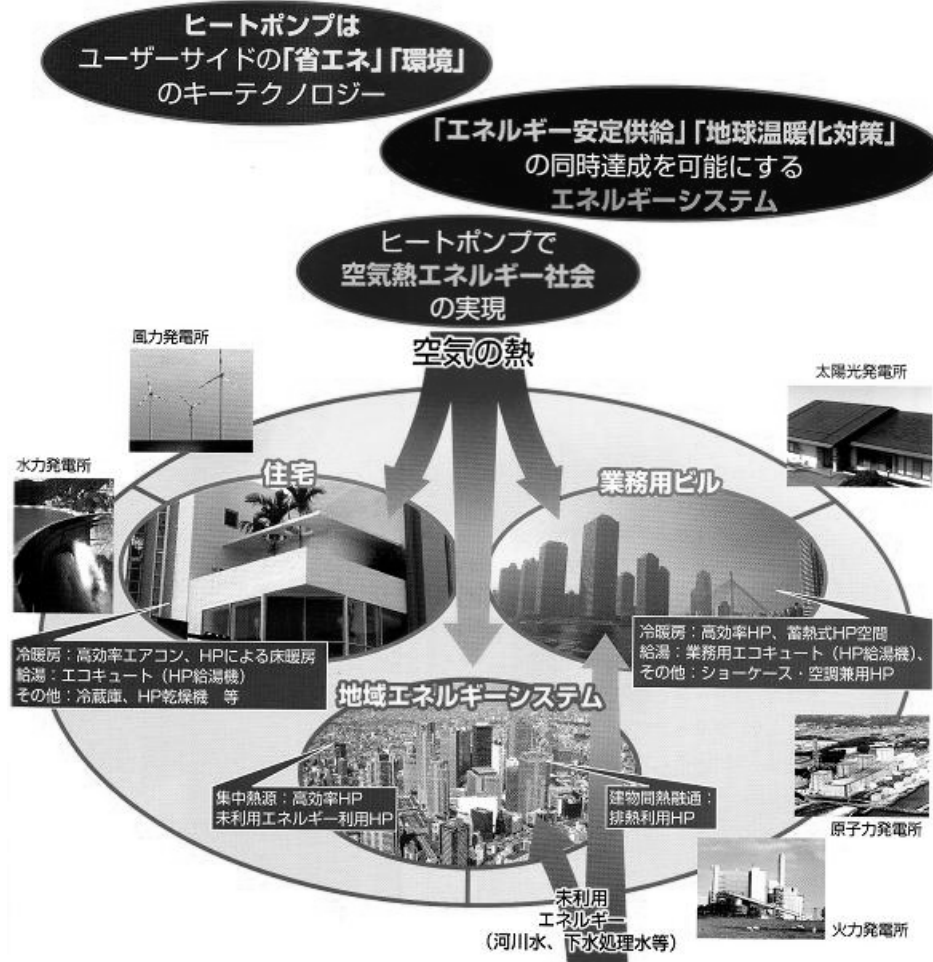 ヒートポンプは
ユーザーサイドの「省エネ」「環境」
のキーテクノロジー
「エネルギー安定供給」「地球温暖化対策」
の同時達成を可能にする
エネルギーシステム
ヒートポンプで
空気熱エネルギー社会
の実現
空気の熱
風力発電所
太陽光発電所
水力発電所
住宅
業務用ビル
冷暖房：高効率エアコン、HPによる床暖房
給湯：エコキュート（HP給湯機）
その他：冷蔵庫、HP乾燥機　等
冷暖房：高効率HP、蓄熱式HP空調
給湯：業務用エコキュート（HP給湯機）、
その他：ショーケース・空調兼用HP
地域エネルギーシステム
集中熱源：高効率HP
未利用エネルギー利用HP
建物間熱融通：
排熱利用HP
原子力発電所
火力発電所
未利用
エネルギー
（河川水、下水処理水等）